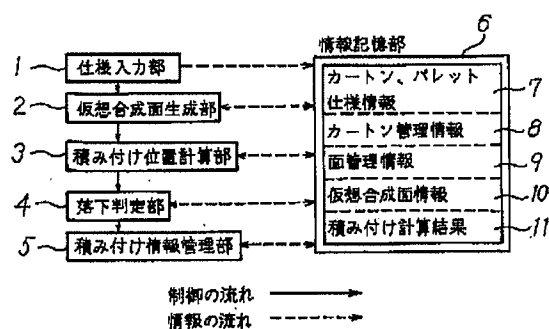 情報記憶部
6
1
仕様入力部
2
仮想合成面生成部
3
積み付け位置計算部
4
落下判定部
5
積み付け情報管理部
カートン、パレット
仕様情報
7
カートン管理情報
8
面管理情報
9
仮想合成面情報
10
積み付け計算結果
11
制御の流れ
情報の流れ